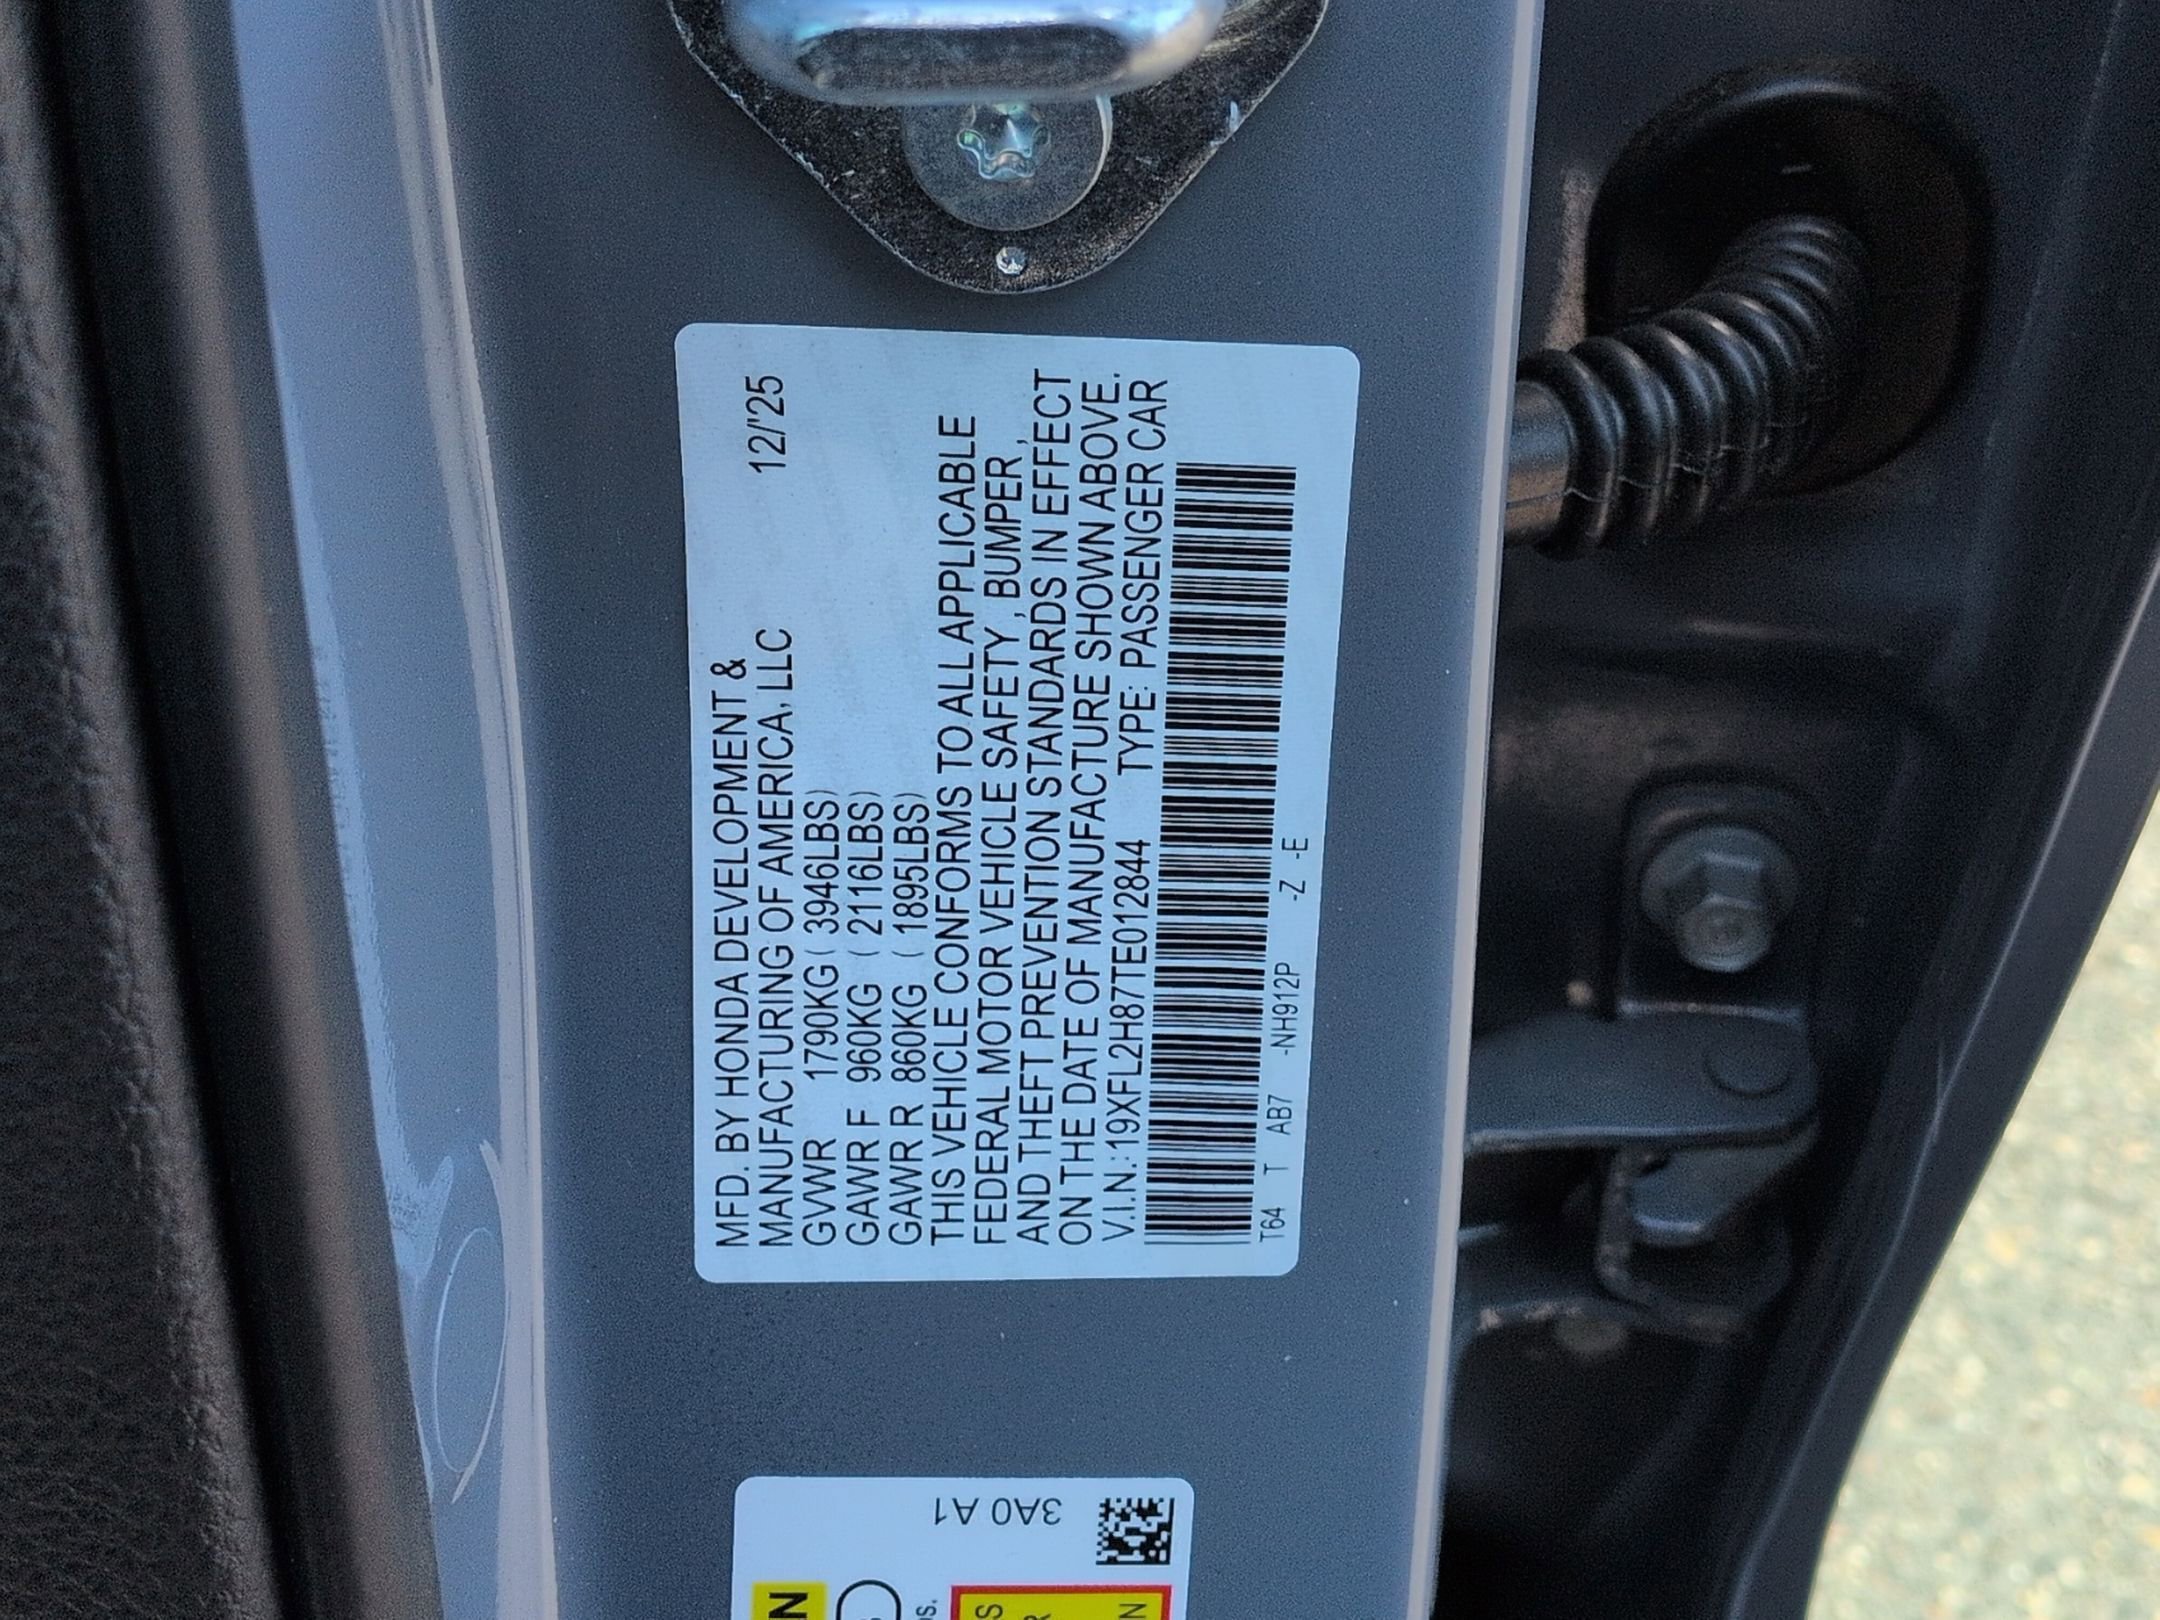 MFD. BY HONDA DEVELOPMENT &
MANUFACTURING OF AMERICA, LLC 12/'25
GVWR 1790KG ( 3946LBS)
GAWR F 960KG ( 2116LBS)
GAWR R 860KG ( 1895LBS)
THIS VEHICLE CONFORMS TO ALL APPLICABLE
FEDERAL MOTOR VEHICLE SAFETY , BUMPER,
AND THEFT PREVENTION STANDARDS IN EFFECT
ON THE DATE OF MANUFACTURE SHOWN ABOVE.
V.I.N.: 19XFL2H87TE012844 TYPE: PASSENGER CAR
T64 T AB7 -NH912P -Z -E
3A0 A1